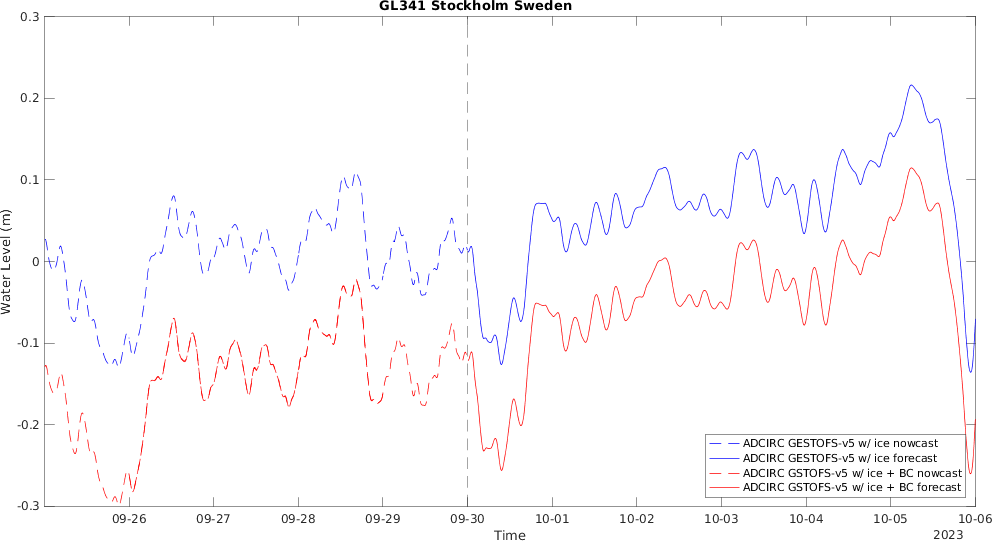 GL341 Stockholm Sweden
0.3
0.2
0.1
0
-0.1
-0.2
-0.3
Water Level (m)
09-26 09-27 09-28 09-29 09-30 10-01 10-02 10-03 10-04 10-05 10-06
Time
2023
ADCIRC GESTOFS-v5 w/ ice nowcast
ADCIRC GESTOFS-v5 w/ ice forecast
ADCIRC GSTOFS-v5 w/ ice + BC nowcast
ADCIRC GSTOFS-v5 w/ ice + BC forecast